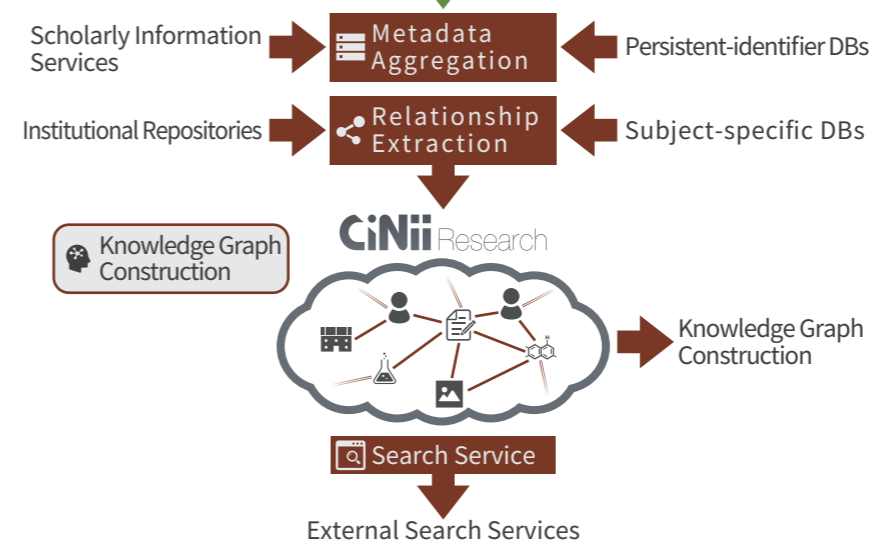 Scholarly Information
Services
Metadata
Aggregation
Persistent-identifier DBs
Institutional Repositories
Relationship
Extraction
Subject-specific DBs
CiNii Research
Knowledge Graph
Construction
H
N
Knowledge Graph
Construction
Search Service
External Search Services